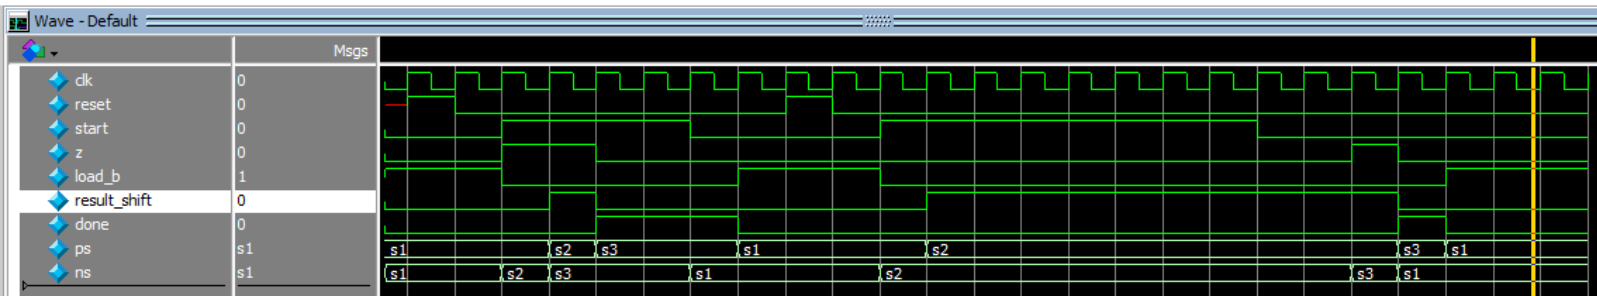 Wave - Default
Msgs
clk 0
reset 0
start 0
z 0
load_b 1
result_shift 0
done 0
ps s1 s1 s2 s3 s1 s2 s3 s1
ns s1 s1 s2 s3 s1 s2 s3 s1